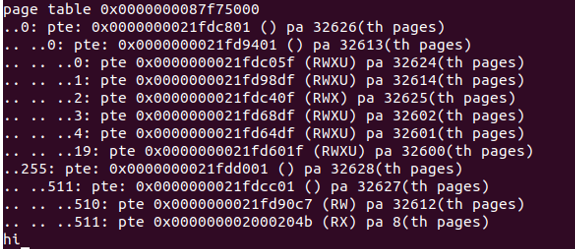 page table 0x0000000087f75000
..0: pte: 0x0000000021fdc801 () pa 32626(th pages)
.. ..0: pte: 0x0000000021fd9401 () pa 32613(th pages)
.. .. ..0: pte 0x0000000021fdc05f (RWXU) pa 32624(th pages)
.. .. ..1: pte 0x0000000021fd98df (RWXU) pa 32614(th pages)
.. .. ..2: pte 0x0000000021fdc40f (RWX) pa 32625(th pages)
.. .. ..3: pte 0x0000000021fd68df (RWXU) pa 32602(th pages)
.. .. ..4: pte 0x0000000021fd64df (RWXU) pa 32601(th pages)
.. .. ..19: pte 0x0000000021fd601f (RWXU) pa 32600(th pages)
..255: pte: 0x0000000021fdd001 () pa 32628(th pages)
.. ..511: pte: 0x0000000021fdcc01 () pa 32627(th pages)
.. .. ..510: pte 0x0000000021fd90c7 (RW) pa 32612(th pages)
.. .. ..511: pte 0x000000002000204b (RX) pa 8(th pages)
hi